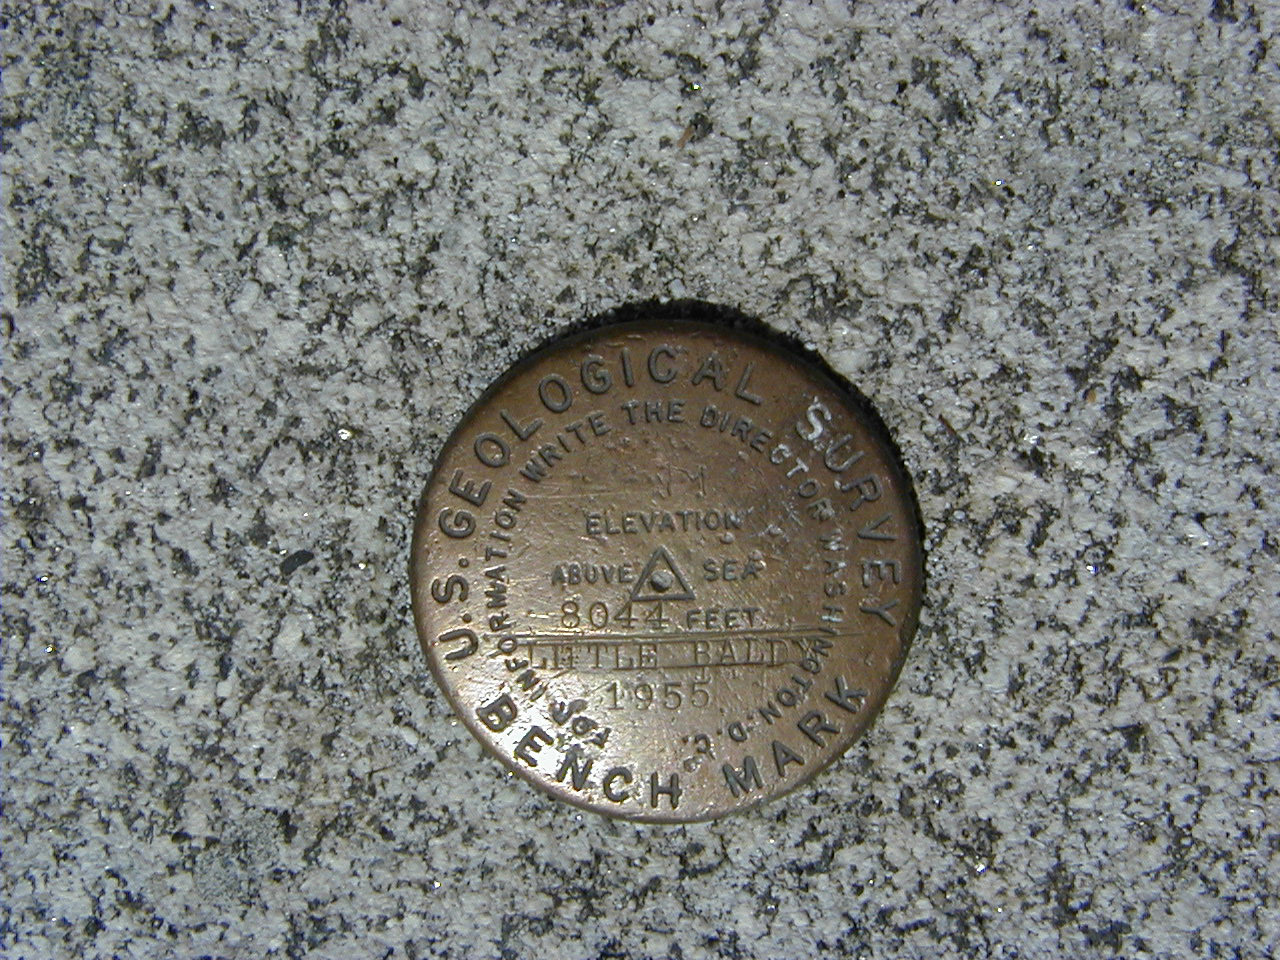 U.S. GEOLOGICAL SURVEY
FOR INFORMATION WRITE THE DIRECTOR WASHINGTON, D.C.
ELEVATION
ABOVE SEA
8044 FEET
LITTLE BALDY
1955
BENCH MARK